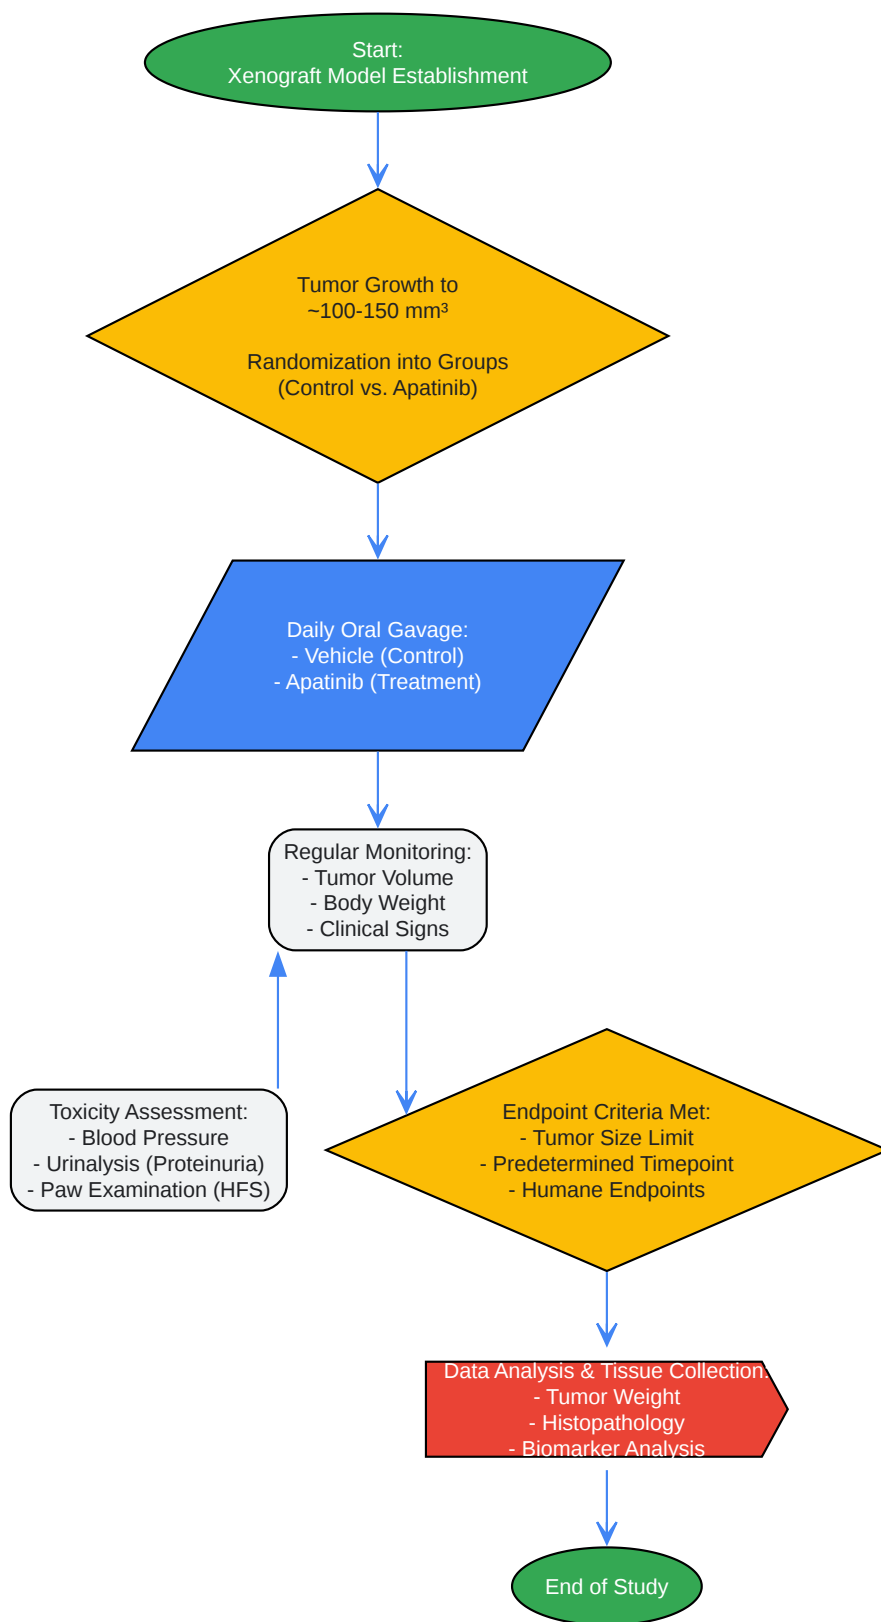 Start:
Xenograft Model Establishment
Tumor Growth to
~100-150 mm³
Randomization into Groups
(Control vs. Apatinib)
Daily Oral Gavage:
- Vehicle (Control)
- Apatinib (Treatment)
Regular Monitoring:
- Tumor Volume
- Body Weight
- Clinical Signs
Toxicity Assessment:
- Blood Pressure
- Urinalysis (Proteinuria)
- Paw Examination (HFS)
Endpoint Criteria Met:
- Tumor Size Limit
- Predetermined Timepoint
- Humane Endpoints
Data Analysis & Tissue Collection:
- Tumor Weight
- Histopathology
- Biomarker Analysis
End of Study